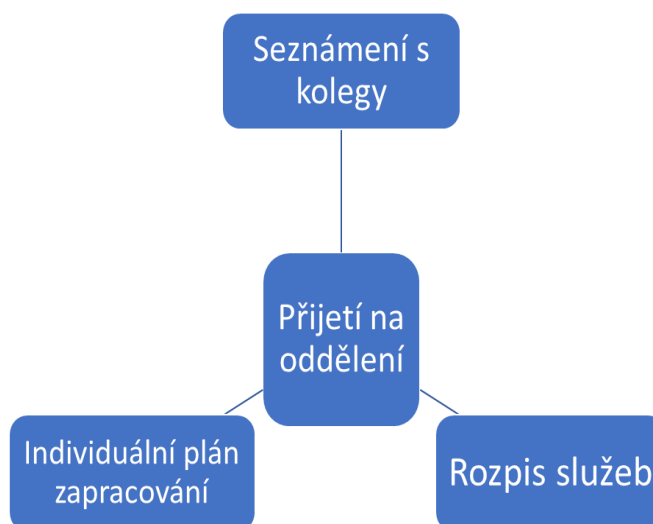 Seznámení s
kolegy
Přijetí na
oddělení
Individuální plán
zapracování
Rozpis služeb